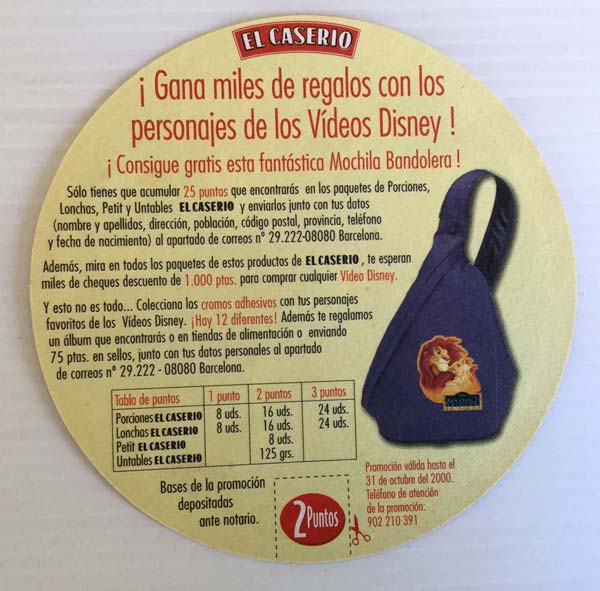 EL CASERIO
¡ Gana miles de regalos con los
personajes de los Vídeos Disney !
¡ Consigue gratis esta fantástica Mochila Bandolera !
Sólo tienes que acumular 25 puntos que encontrarás en los paquetes de Porciones,
Lonchas, Petit y Untables EL CASERIO y enviarlos junto con tus datos
(nombre y apellidos, dirección, población, código postal, provincia, teléfono
y fecha de nacimiento) al apartado de correos nº 29.222-08080 Barcelona.
Además, mira en todos los paquetes de estos productos de EL CASERIO, te esperan
miles de cheques descuento de 1.000 ptas. para comprar cualquier Vídeo Disney.
Y esto no es todo... Colecciona los cromos adhesivos con tus personajes
favoritos de los Vídeos Disney. ¡Hay 12 diferentes! Además te regalamos
un álbum que encontrarás o en tiendas de alimentación o enviando
75 ptas. en sellos, junto con tus datos personales al apartado
de correos nº 29.222 - 08080 Barcelona.
Tabla de puntos 1 punto 2 puntos 3 puntos
Porciones EL CASERIO 8 uds. 16 uds. 24 uds.
Lonchas EL CASERIO 8 uds. 16 uds. 24 uds.
Petit EL CASERIO 8 uds.
Untables EL CASERIO 125 grs.
Bases de la promoción
depositadas
ante notario.
2 Puntos
Promoción válida hasta el
31 de octubre del 2000.
Teléfono de atención
de la promoción:
902 210 391